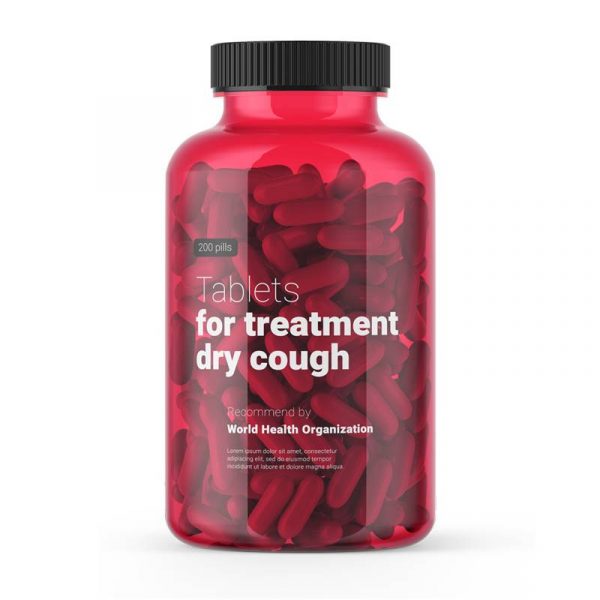 200 pills
Tablets
for treatment
dry cough
Recommend by
World Health Organization
Lorem ipsum dolor sit amet, consectetur
adipiscing elit, sed do eiusmod tempor
incididunt ut labore et dolore magna aliqua.